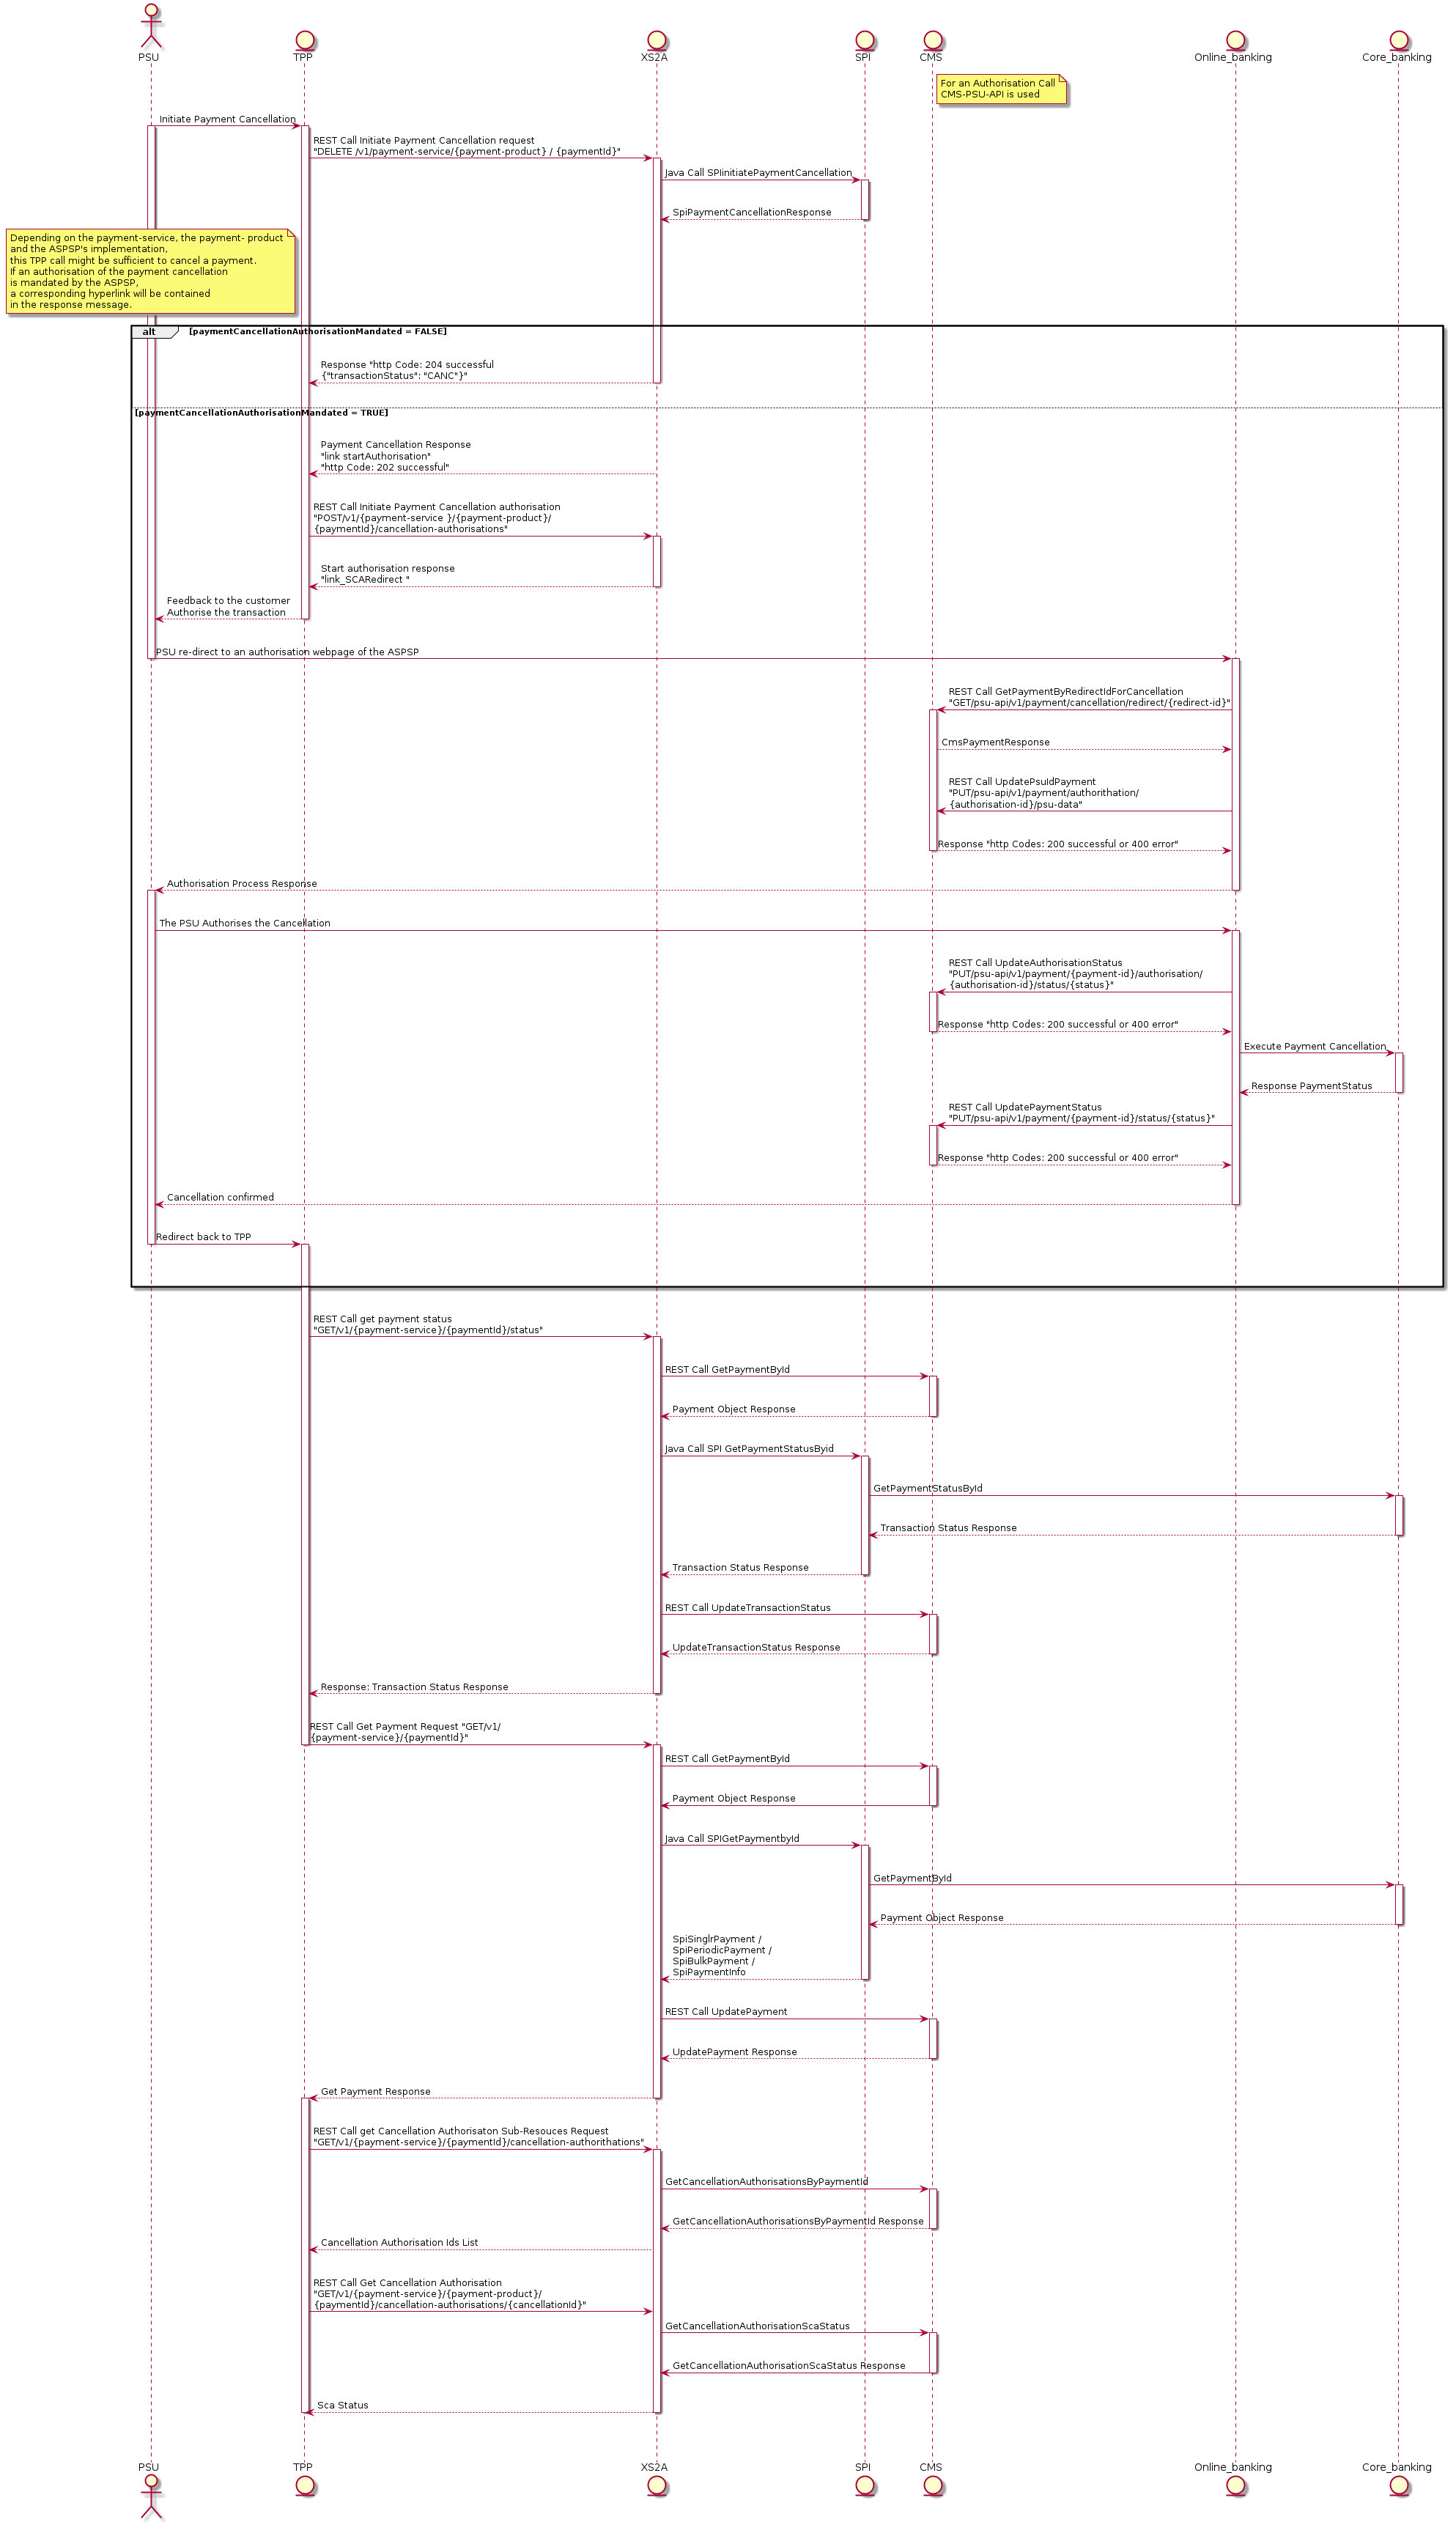 PSU
TPP
XS2A
SPI
CMS
Online_banking
Core_banking
For an Authorisation Call
CMS-PSU-API is used
Initiate Payment Cancellation
REST Call Initiate Payment Cancellation request
"DELETE /v1/payment-service/{payment-product} / {paymentId}"
Java Call SPIinitiatePaymentCancellation
SpiPaymentCancellationResponse
Depending on the payment-service, the payment- product
and the ASPSP's implementation,
this TPP call might be sufficient to cancel a payment.
If an authorisation of the payment cancellation
is mandated by the ASPSP,
a corresponding hyperlink will be contained
in the response message.
alt
[paymentCancellationAuthorisationMandated = FALSE]
Response "http Code: 204 successful
{"transactionStatus": "CANC"}"
[paymentCancellationAuthorisationMandated = TRUE]
Payment Cancellation Response
"link startAuthorisation"
"http Code: 202 successful"
REST Call Initiate Payment Cancellation authorisation
"POST/v1/{payment-service }/{payment-product}/
{paymentId}/cancellation-authorisations"
Start authorisation response
"link_SCARedirect "
Feedback to the customer
Authorise the transaction
PSU re-direct to an authorisation webpage of the ASPSP
REST Call GetPaymentByRedirectIdForCancellation
"GET/psu-api/v1/payment/cancellation/redirect/{redirect-id}"
CmsPaymentResponse
REST Call UpdatePsuIdPayment
"PUT/psu-api/v1/payment/authorithation/
{authorisation-id}/psu-data"
Response "http Codes: 200 successful or 400 error"
Authorisation Process Response
The PSU Authorises the Cancellation
REST Call UpdateAuthorisationStatus
"PUT/psu-api/v1/payment/{payment-id}/authorisation/
{authorisation-id}/status/{status}"
Response "http Codes: 200 successful or 400 error"
Execute Payment Cancellation
Response PaymentStatus
REST Call UpdatePaymentStatus
"PUT/psu-api/v1/payment/{payment-id}/status/{status}"
Response "http Codes: 200 successful or 400 error"
Cancellation confirmed
Redirect back to TPP
REST Call get payment status
"GET/v1/{payment-service}/{paymentId}/status"
REST Call GetPaymentById
Payment Object Response
Java Call SPI GetPaymentStatusByid
GetPaymentStatusById
Transaction Status Response
Transaction Status Response
REST Call UpdateTransactionStatus
UpdateTransactionStatus Response
Response: Transaction Status Response
REST Call Get Payment Request "GET/v1/
{payment-service}/{paymentId}"
REST Call GetPaymentById
Payment Object Response
Java Call SPIGetPaymentbyId
GetPaymentById
Payment Object Response
SpiSinglrPayment /
SpiPeriodicPayment /
SpiBulkPayment /
SpiPaymentInfo
REST Call UpdatePayment
UpdatePayment Response
Get Payment Response
REST Call get Cancellation Authorisaton Sub-Resouces Request
"GET/v1/{payment-service}/{paymentId}/cancellation-authorithations"
GetCancellationAuthorisationsByPaymentId
GetCancellationAuthorisationsByPaymentId Response
Cancellation Authorisation Ids List
REST Call Get Cancellation Authorisation
"GET/v1/{payment-service}/{payment-product}/
{paymentId}/cancellation-authorisations/{cancellationId}"
GetCancellationAuthorisationScaStatus
GetCancellationAuthorisationScaStatus Response
Sca Status
PSU
TPP
XS2A
SPI
CMS
Online_banking
Core_banking